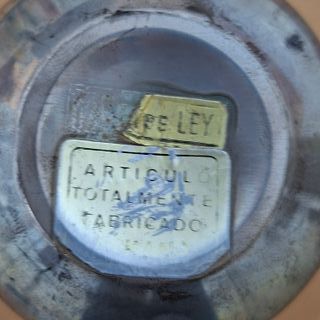 DE LEY
ARTICULO
TOTALMENTE
FABRICADO